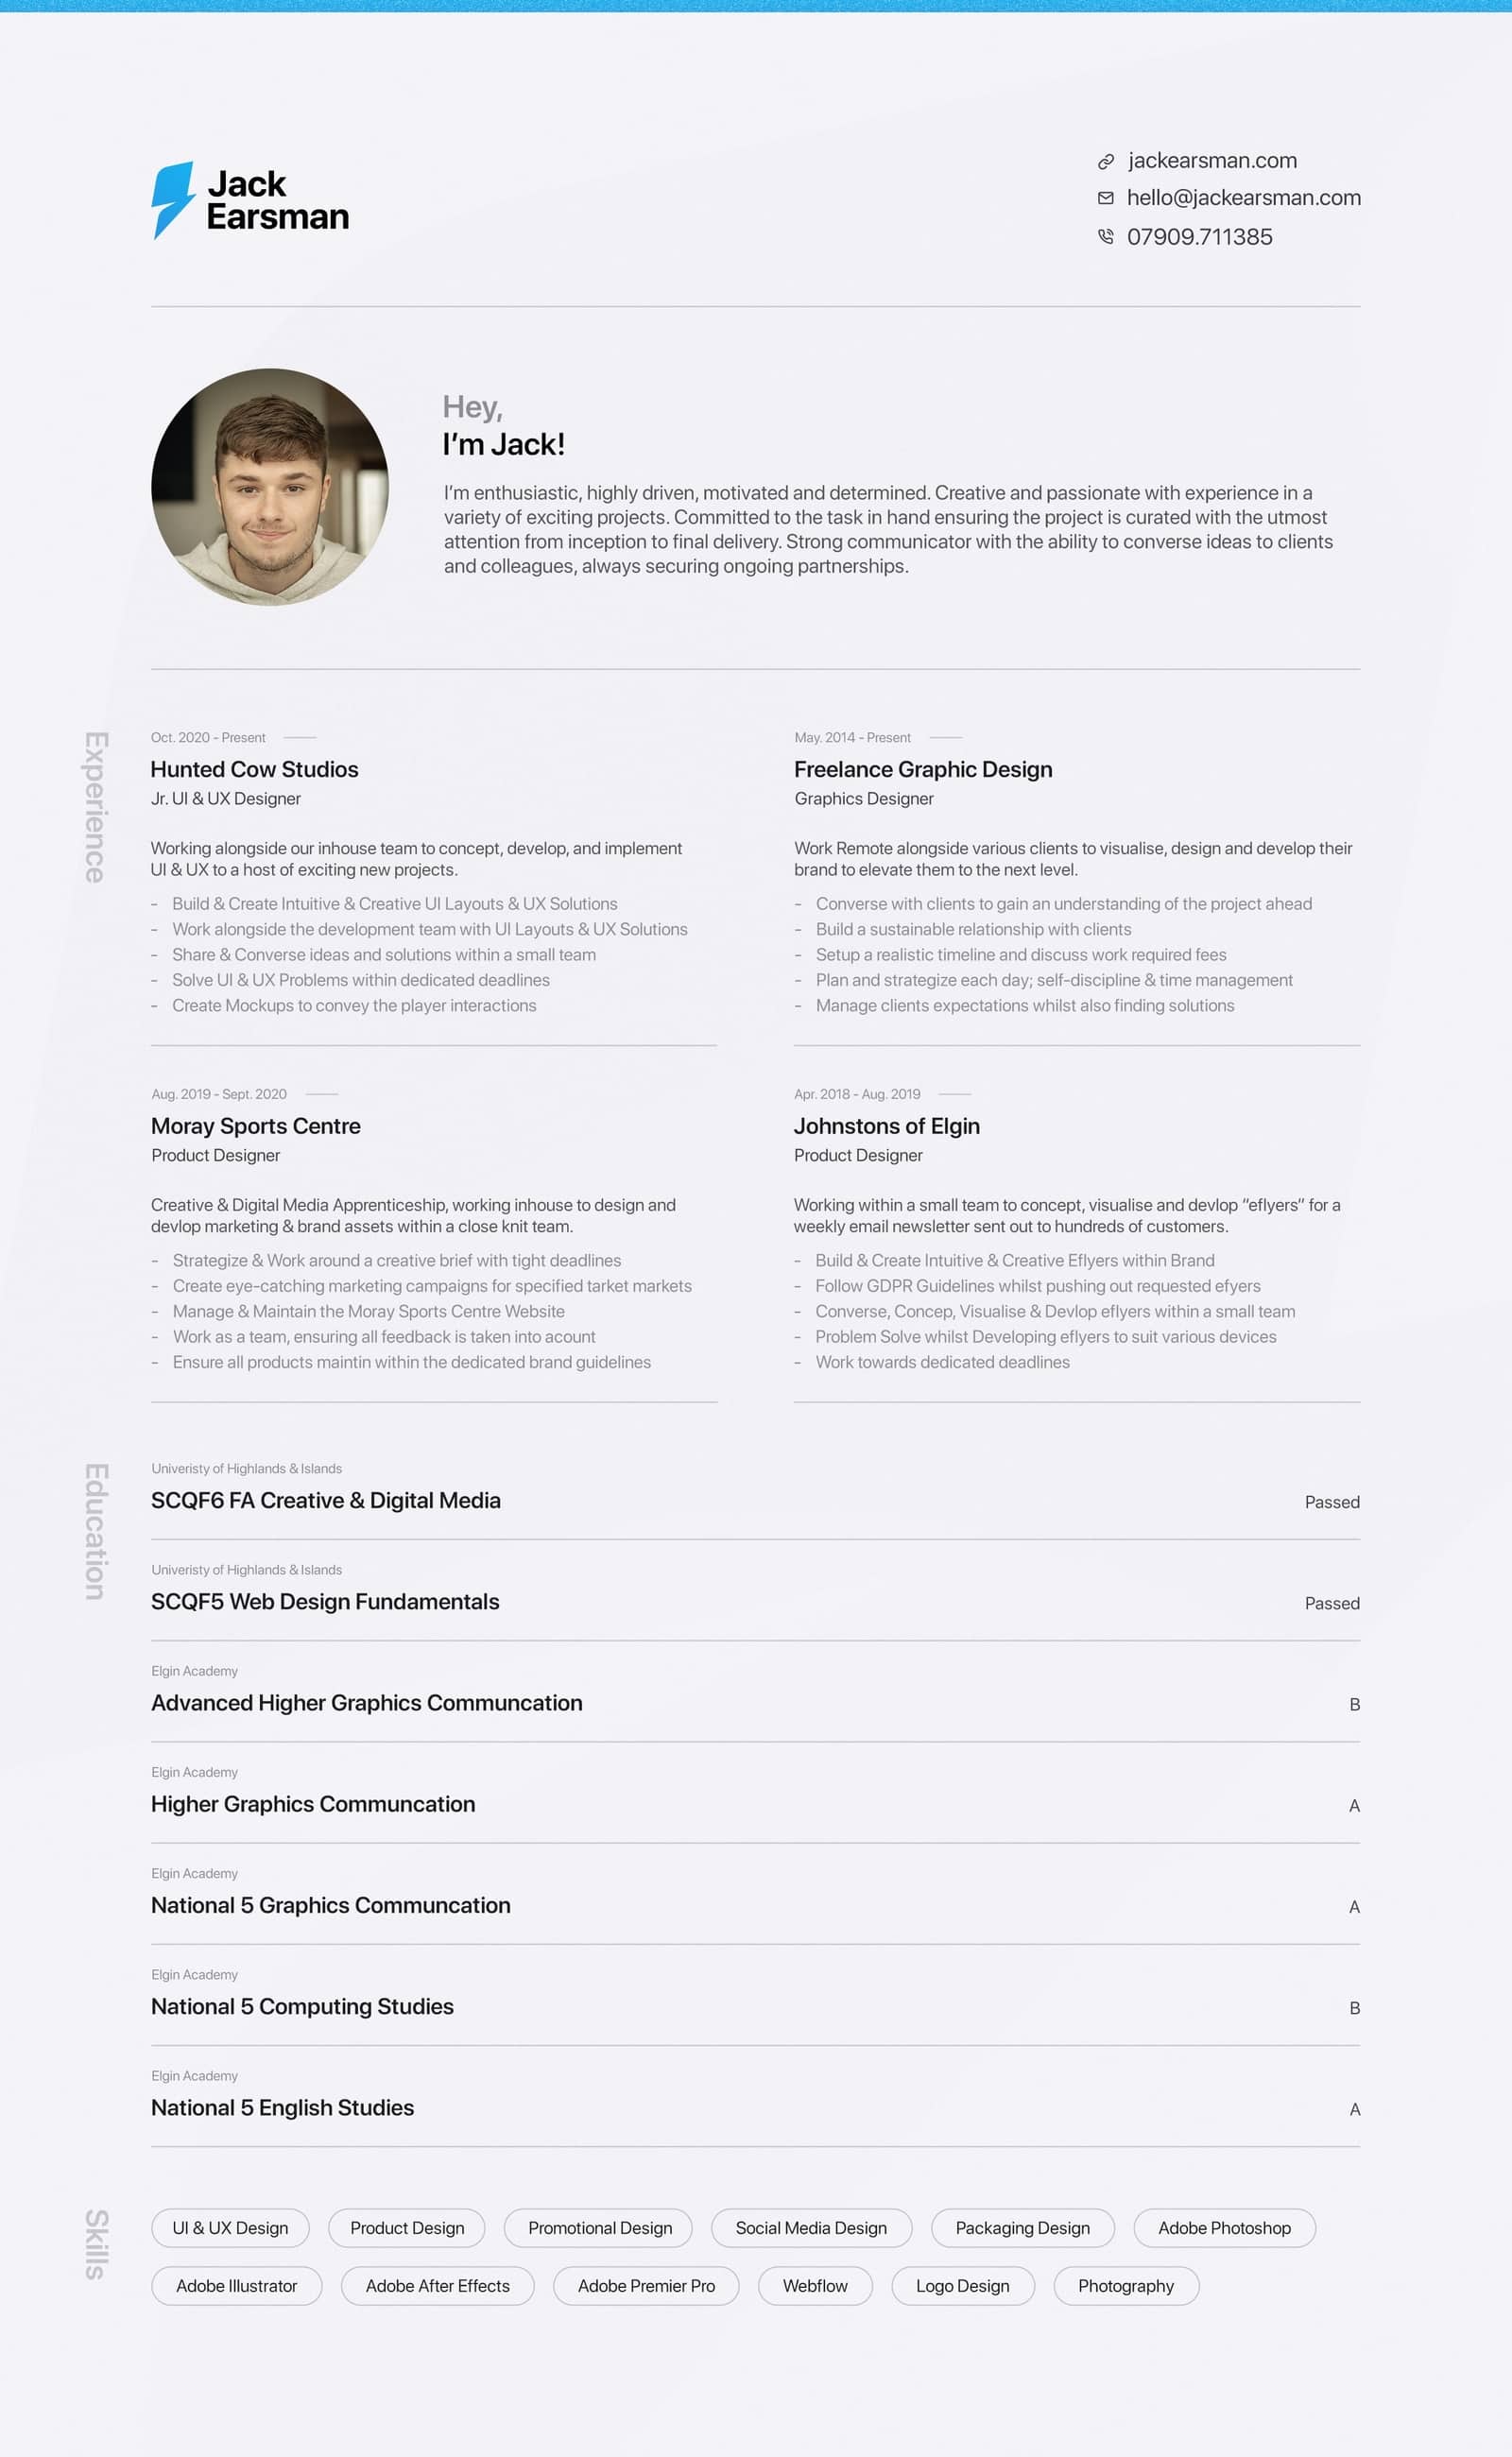 Jack
Earsman
jackearsman.com
hello@jackearsman.com
07909.711385
Hey,
I'm Jack!
I'm enthusiastic, highly driven, motivated and determined. Creative and passionate with experience in a
variety of exciting projects. Committed to the task in hand ensuring the project is curated with the utmost
attention from inception to final delivery. Strong communicator with the ability to converse ideas to clients
and colleagues, always securing ongoing partnerships.
Experience
Oct. 2020 - Present
Hunted Cow Studios
Jr. UI & UX Designer
Working alongside our inhouse team to concept, develop, and implement
UI & UX to a host of exciting new projects.
- Build & Create Intuitive & Creative UI Layouts & UX Solutions
- Work alongside the development team with UI Layouts & UX Solutions
- Share & Converse ideas and solutions within a small team
- Solve UI & UX Problems within dedicated deadlines
- Create Mockups to convey the player interactions
May. 2014 - Present
Freelance Graphic Design
Graphics Designer
Work Remote alongside various clients to visualise, design and develop their
brand to elevate them to the next level.
- Converse with clients to gain an understanding of the project ahead
- Build a sustainable relationship with clients
- Setup a realistic timeline and discuss work required fees
- Plan and strategize each day; self-discipline & time management
- Manage clients expectations whilst also finding solutions
Aug. 2019 - Sept. 2020
Moray Sports Centre
Product Designer
Creative & Digital Media Apprenticeship, working inhouse to design and
devlop marketing & brand assets within a close knit team.
- Strategize & Work around a creative brief with tight deadlines
- Create eye-catching marketing campaigns for specified tarket markets
- Manage & Maintain the Moray Sports Centre Website
- Work as a team, ensuring all feedback is taken into acount
- Ensure all products maintin within the dedicated brand guidelines
Apr. 2018 - Aug. 2019
Johnstons of Elgin
Product Designer
Working within a small team to concept, visualise and devlop "eflyers" for a
weekly email newsletter sent out to hundreds of customers.
- Build & Create Intuitive & Creative Eflyers within Brand
- Follow GDPR Guidelines whilst pushing out requested efyers
- Converse, Concep, Visualise & Devlop eflyers within a small team
- Problem Solve whilst Developing eflyers to suit various devices
- Work towards dedicated deadlines
Education
Univeristy of Highlands & Islands
SCQF6 FA Creative & Digital Media
Passed
Univeristy of Highlands & Islands
SCQF5 Web Design Fundamentals
Passed
Elgin Academy
Advanced Higher Graphics Communcation
B
Elgin Academy
Higher Graphics Communcation
A
Elgin Academy
National 5 Graphics Communcation
A
Elgin Academy
National 5 Computing Studies
B
Elgin Academy
National 5 English Studies
A
Skills
UI & UX Design
Product Design
Promotional Design
Social Media Design
Packaging Design
Adobe Photoshop
Adobe Illustrator
Adobe After Effects
Adobe Premier Pro
Webflow
Logo Design
Photography